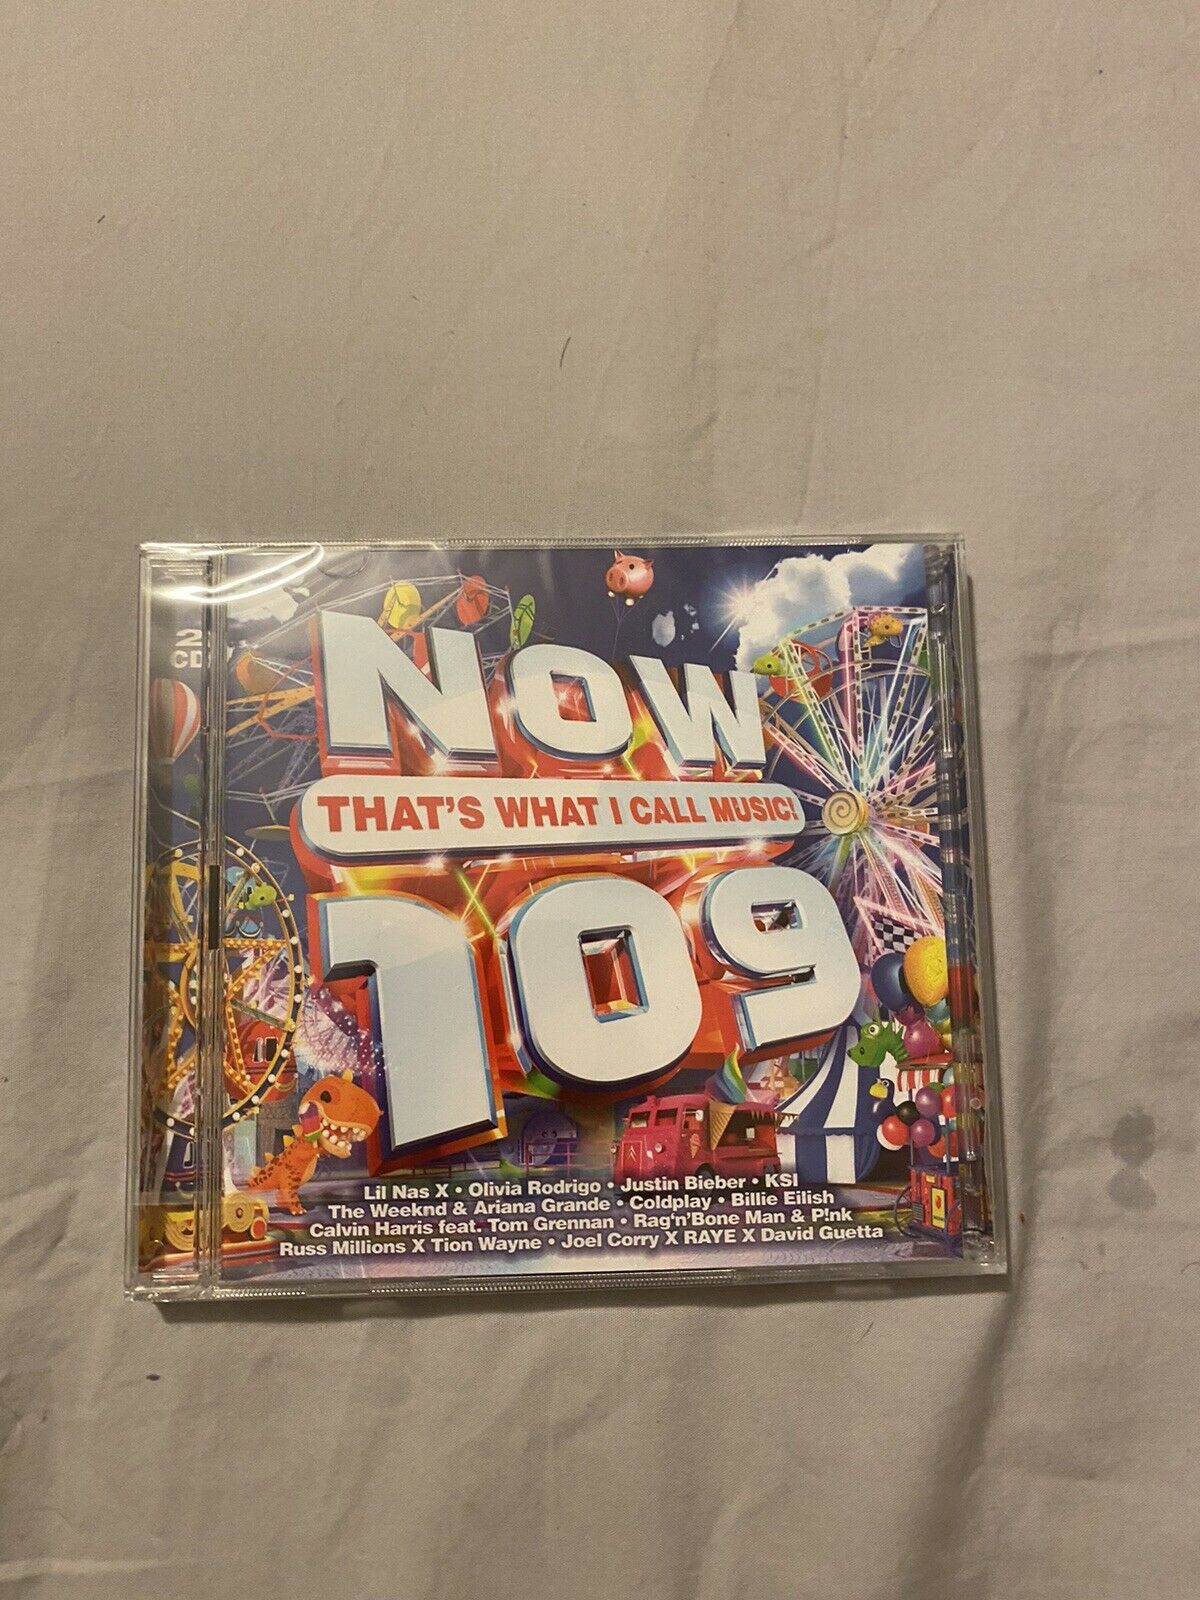 2
CD
NOW
THAT'S WHAT I CALL MUSIC!
109
Lil Nas X • Olivia Rodrigo • Justin Bieber • KSI
The Weeknd & Ariana Grande • Coldplay • Billie Eilish
Calvin Harris feat. Tom Grennan • Rag'n'Bone Man & P!nk
Russ Millions X Tion Wayne • Joel Corry X RAYE X David Guetta